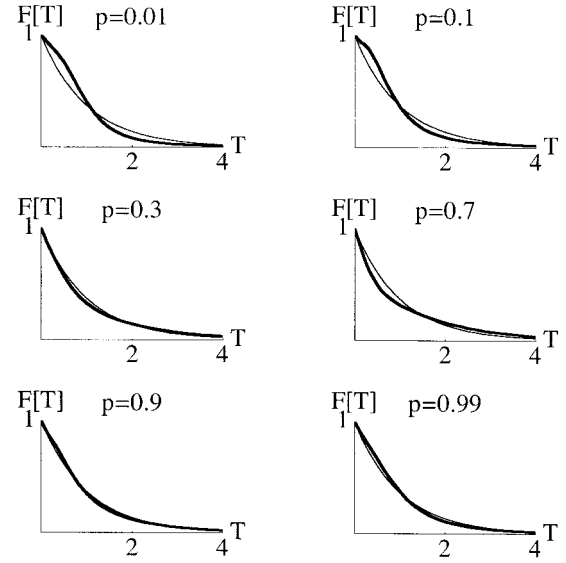 F[T] p=0.01
1
T
2 4
F[T] p=0.1
1
T
2 4
F[T] p=0.3
1
T
2 4
F[T] p=0.7
1
T
2 4
F[T] p=0.9
1
T
2 4
F[T] p=0.99
1
T
2 4